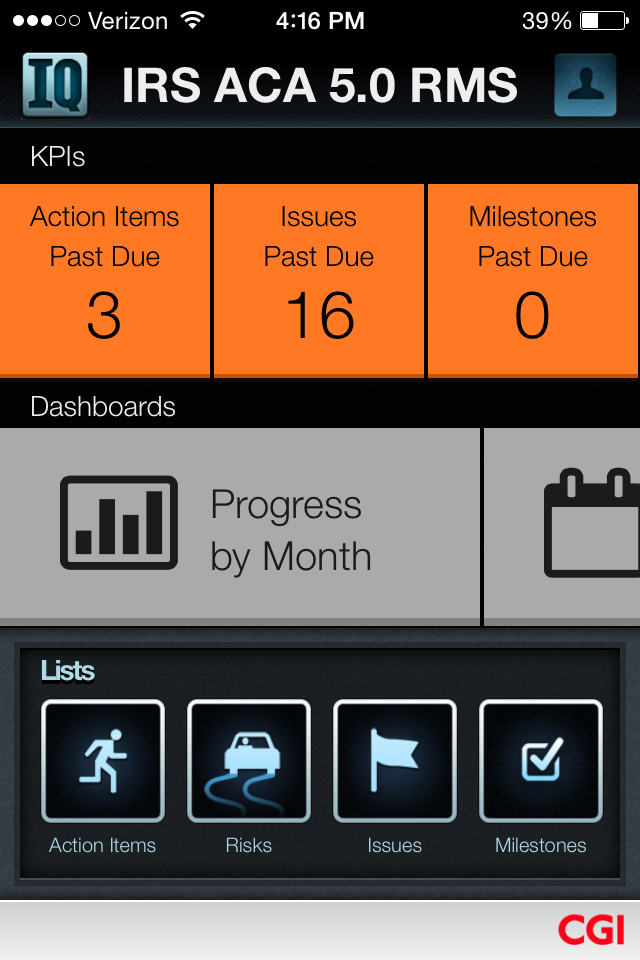 Verizon 4:16 PM 39%
IQ IRS ACA 5.0 RMS
KPIs
Action Items
Past Due
3
Issues
Past Due
16
Milestones
Past Due
0
Dashboards
Progress
by Month
Lists
Action Items Risks Issues Milestones
CGI